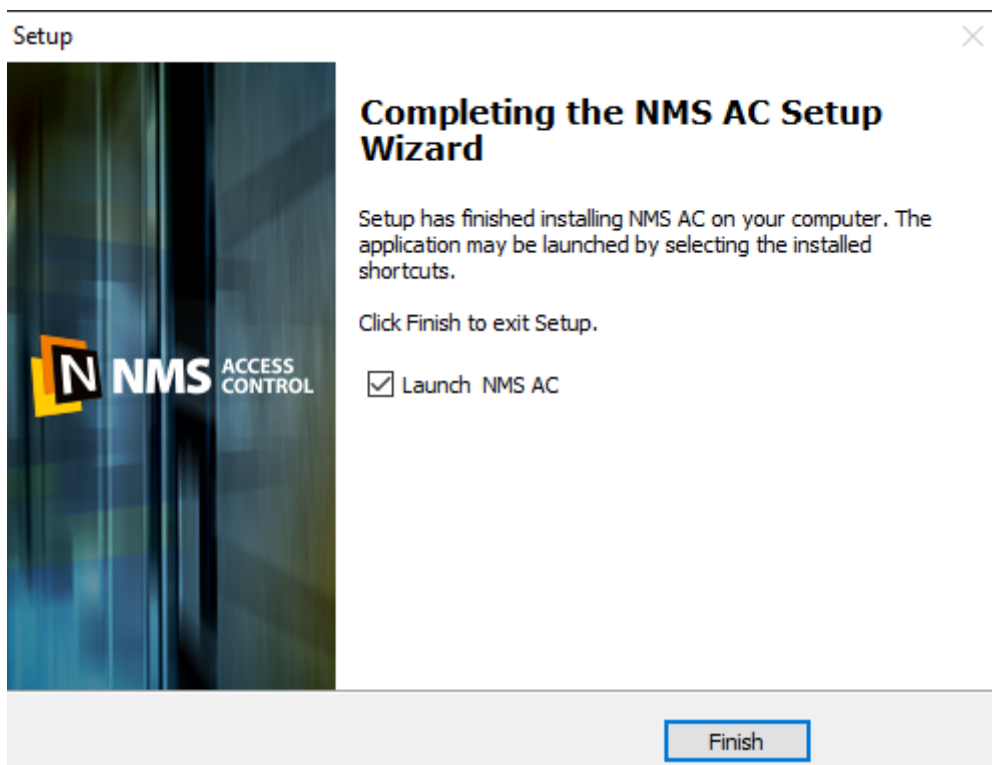 Setup
Completing the NMS AC Setup
Wizard
Setup has finished installing NMS AC on your computer. The
application may be launched by selecting the installed
shortcuts.
Click Finish to exit Setup.
N NMS ACCESS
CONTROL
Launch NMS AC
Finish